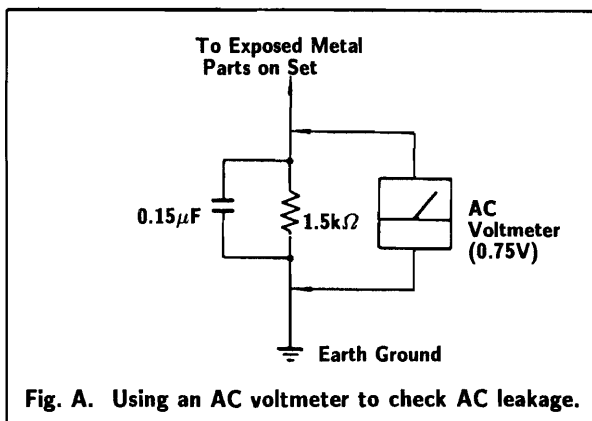 To Exposed Metal
Parts on Set
0.15μF
1.5kΩ
AC
Voltmeter
(0.75V)
Earth Ground
Fig. A. Using an AC voltmeter to check AC leakage.